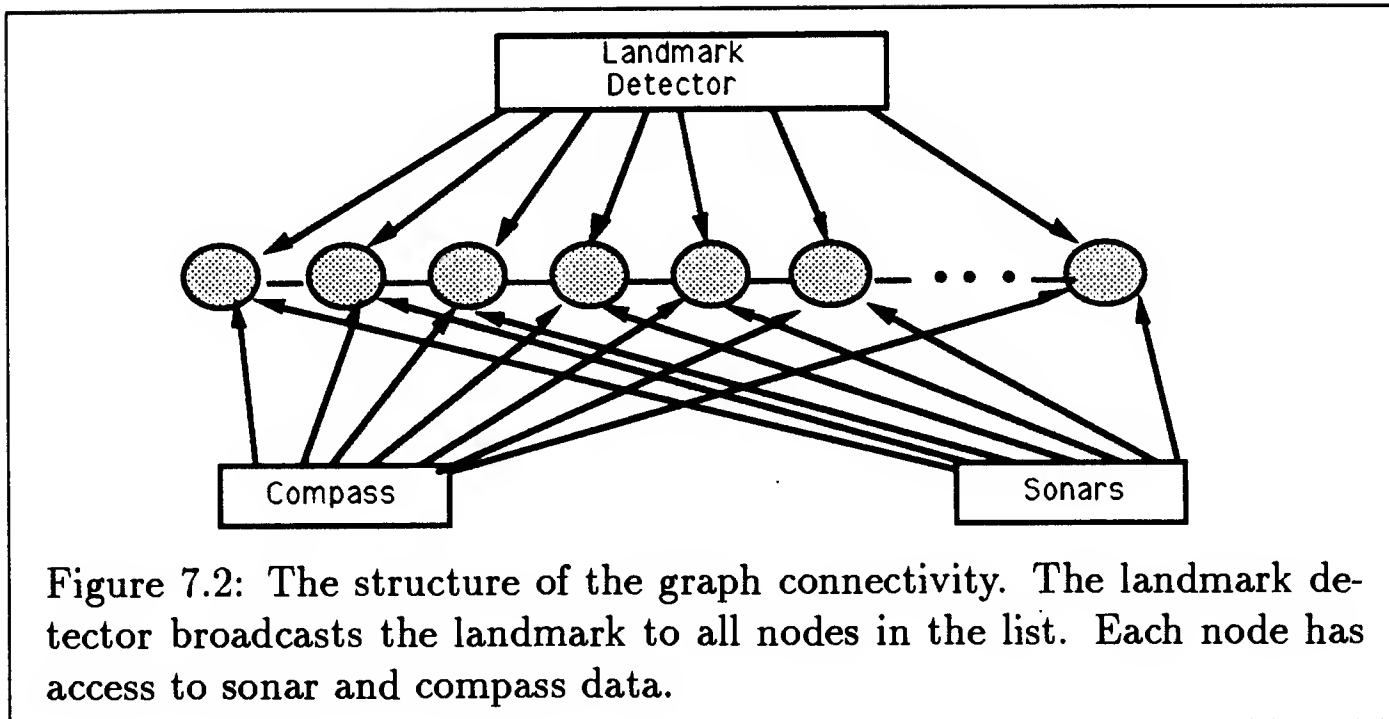 Landmark
Detector
Compass
Sonars
Figure 7.2: The structure of the graph connectivity. The landmark de-
tector broadcasts the landmark to all nodes in the list. Each node has
access to sonar and compass data.